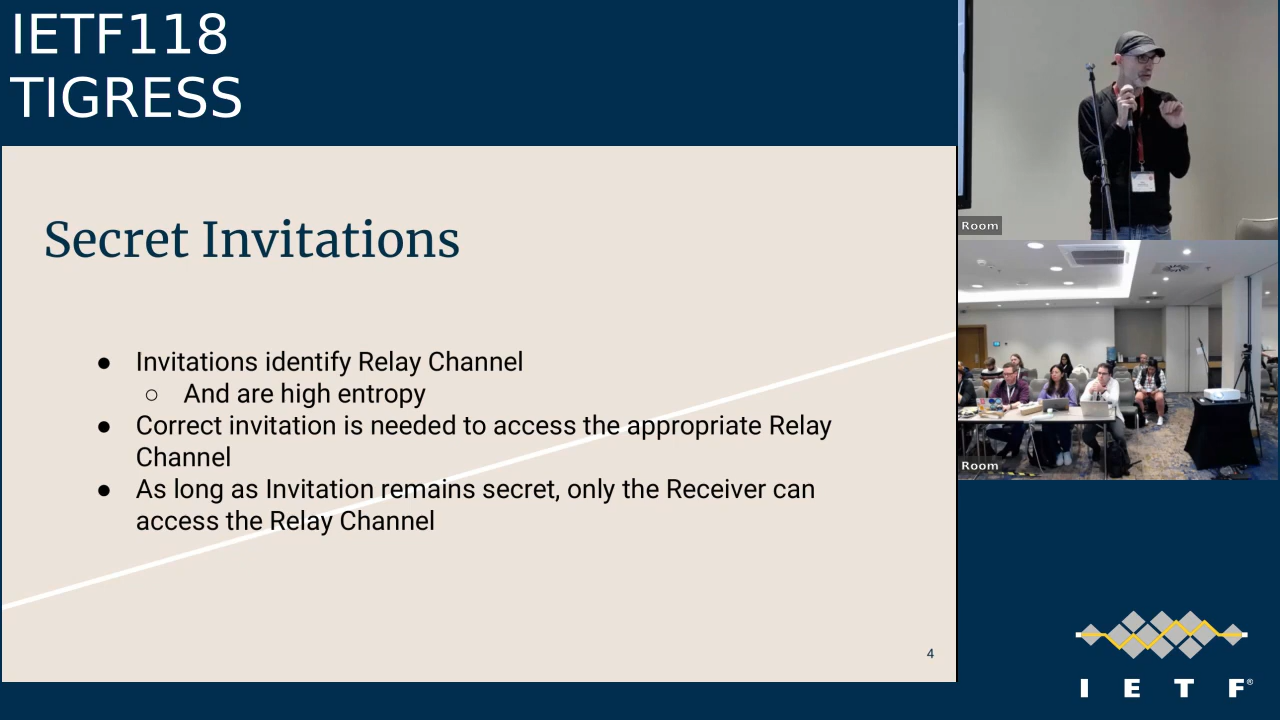 IETF118
TIGRESS
Secret Invitations
● Invitations identify Relay Channel
○ And are high entropy
● Correct invitation is needed to access the appropriate Relay
Channel
● As long as Invitation remains secret, only the Receiver can
access the Relay Channel
4
Room
Room
I E T F®